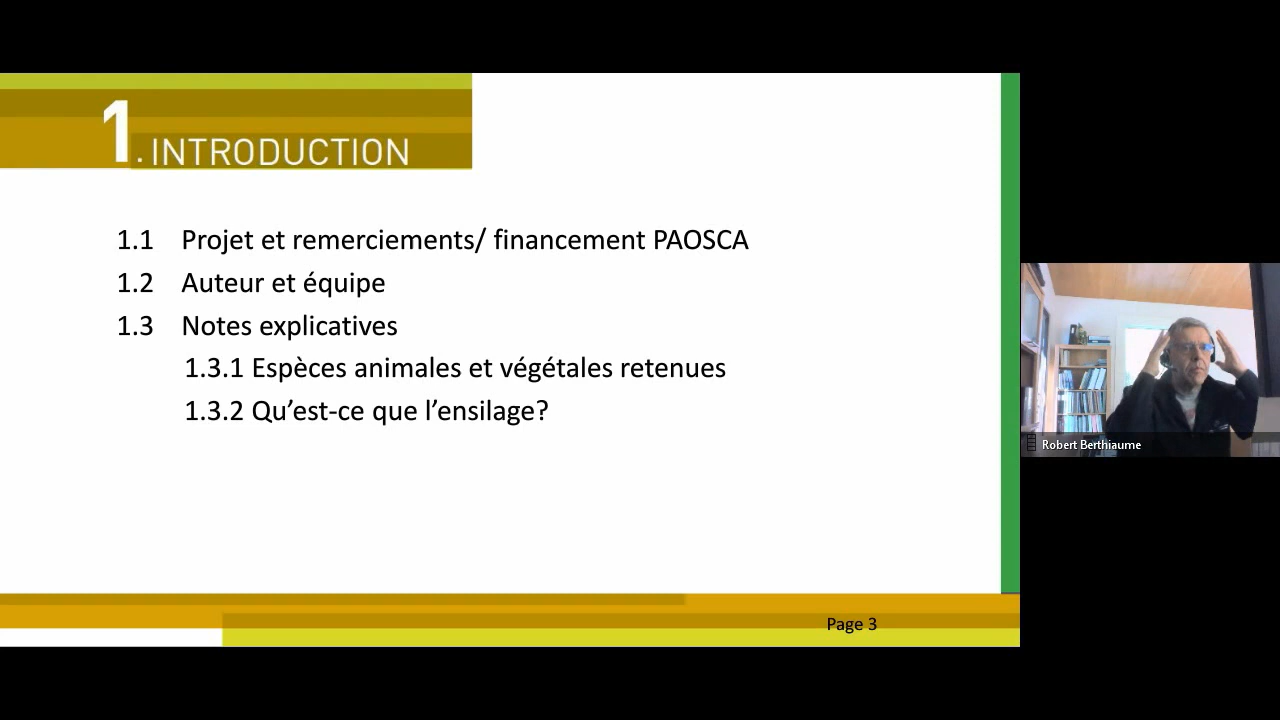 1. INTRODUCTION
1.1 Projet et remerciements/ financement PAOSCA
1.2 Auteur et équipe
1.3 Notes explicatives
1.3.1 Espèces animales et végétales retenues
1.3.2 Qu’est-ce que l’ensilage?
Page 3
Robert Berthiaume